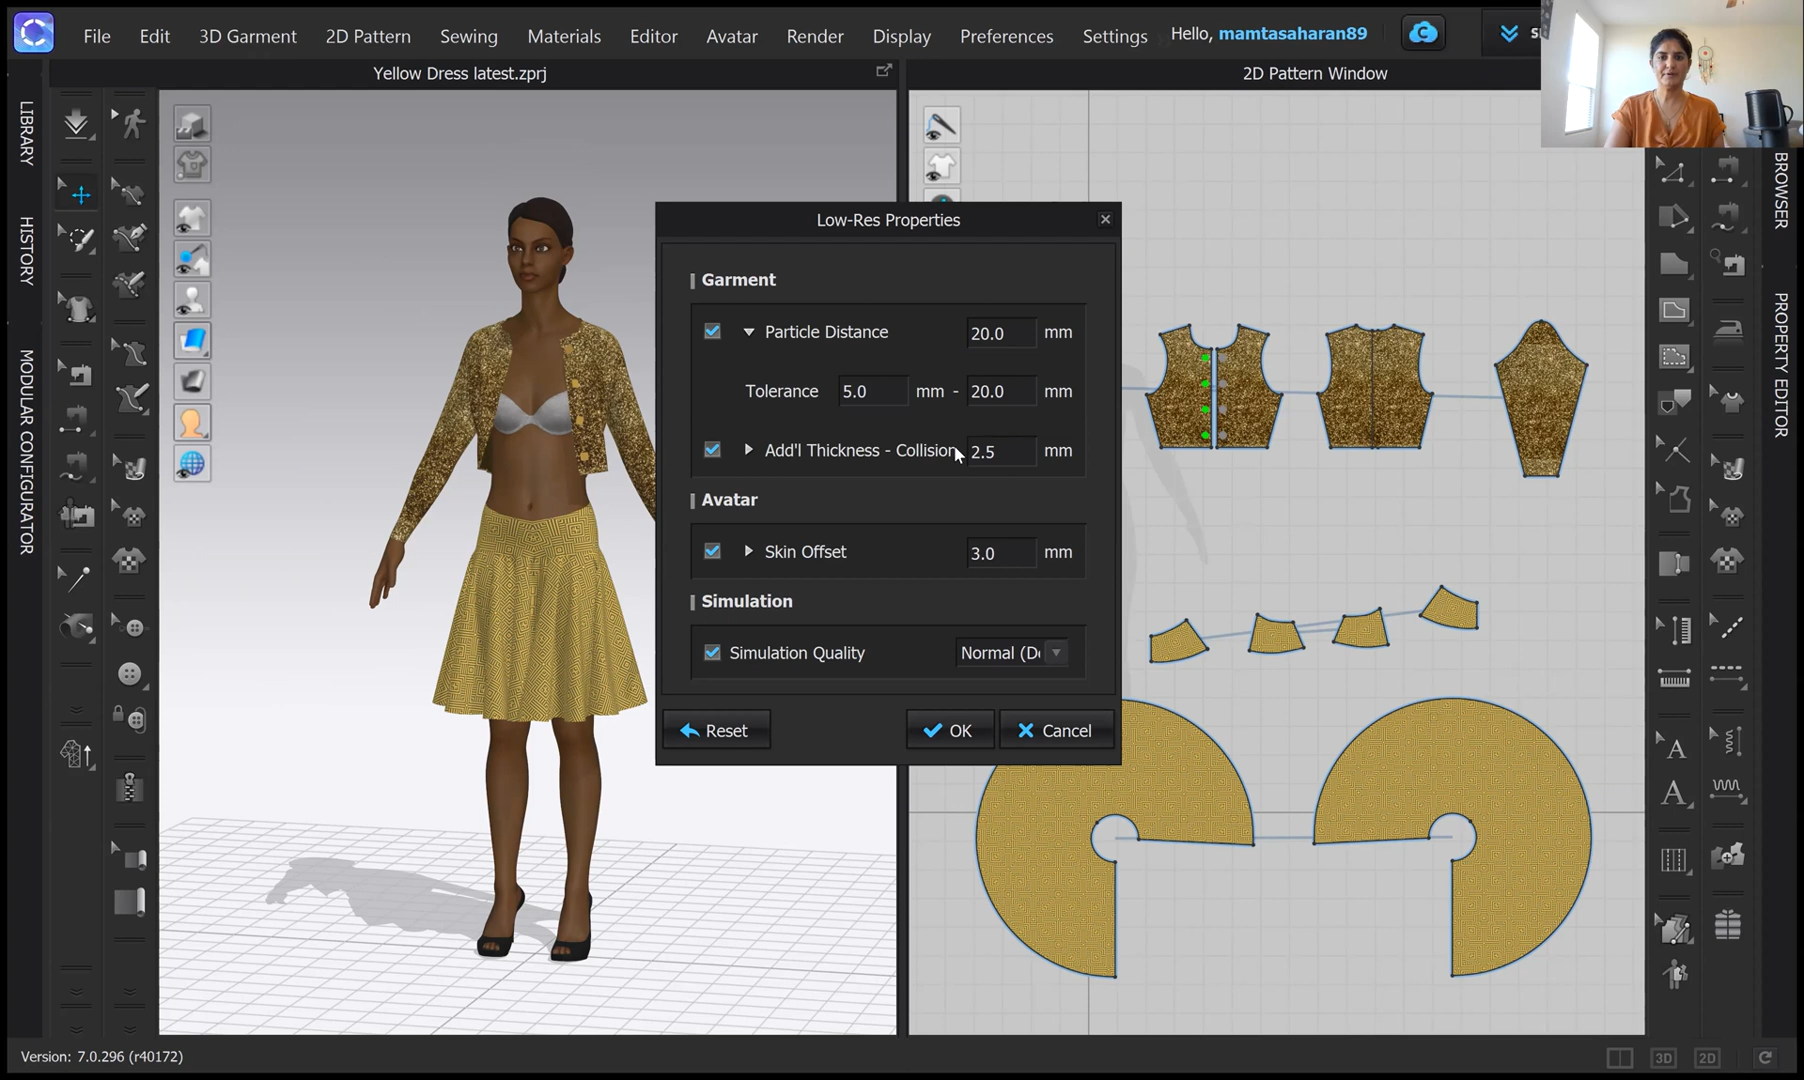 File Edit 3D Garment 2D Pattern Sewing Materials Editor Avatar Render Display Preferences Settings Hello, mamtasaharan89
Yellow Dress latest.zprj
2D Pattern Window
LIBRARY
HISTORY
MODULAR CONFIGURATOR
Low-Res Properties
Garment
Particle Distance 20.0 mm
Tolerance 5.0 mm - 20.0 mm
Add'l Thickness - Collision 2.5 mm
Avatar
Skin Offset 3.0 mm
Simulation
Simulation Quality Normal (De
Reset OK Cancel
BROWSER
PROPERTY EDITOR
Version: 7.0.296 (r40172)
3D 2D